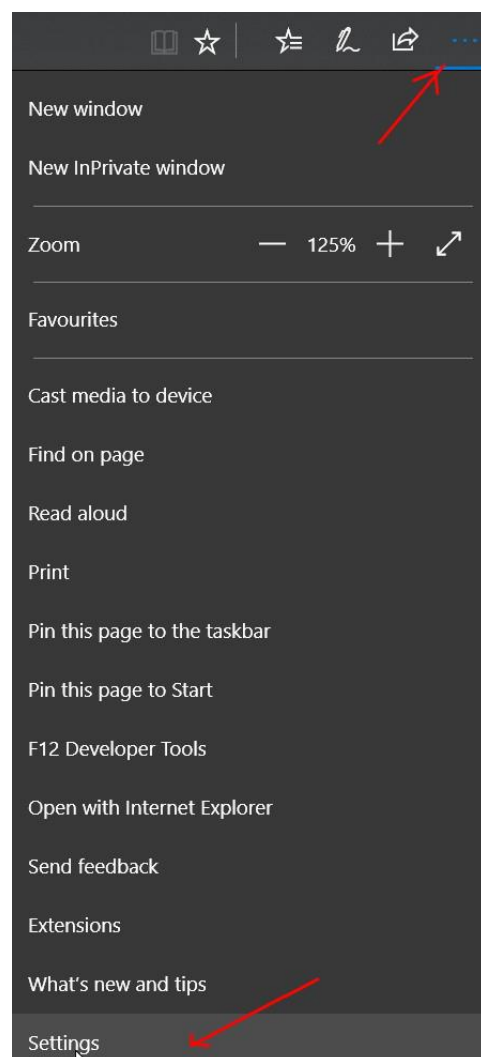 New window
New InPrivate window
Zoom — 125% +
Favourites
Cast media to device
Find on page
Read aloud
Print
Pin this page to the taskbar
Pin this page to Start
F12 Developer Tools
Open with Internet Explorer
Send feedback
Extensions
What's new and tips
Settings